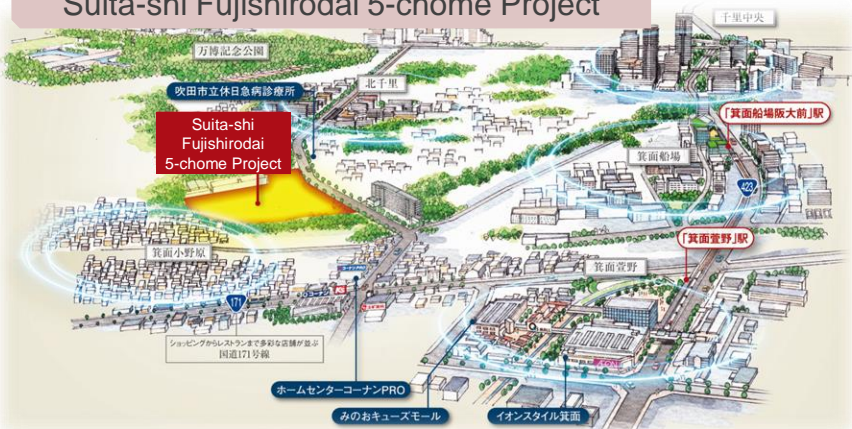 Suita-shi Fujishirodai 5-chome Project
千里中央
万博記念公園
北千里
吹田市立休日急病診療所
Suita-shi
Fujishirodai
5-chome Project
「箕面船場阪大前」駅
箕面船場
423
「箕面萱野」駅
箕面小野原
箕面萱野
171
ショッピングからレストランまで多彩な店舗が並ぶ
国道171号線
ホームセンターコーナンPRO
みのおキューズモール
イオンスタイル箕面